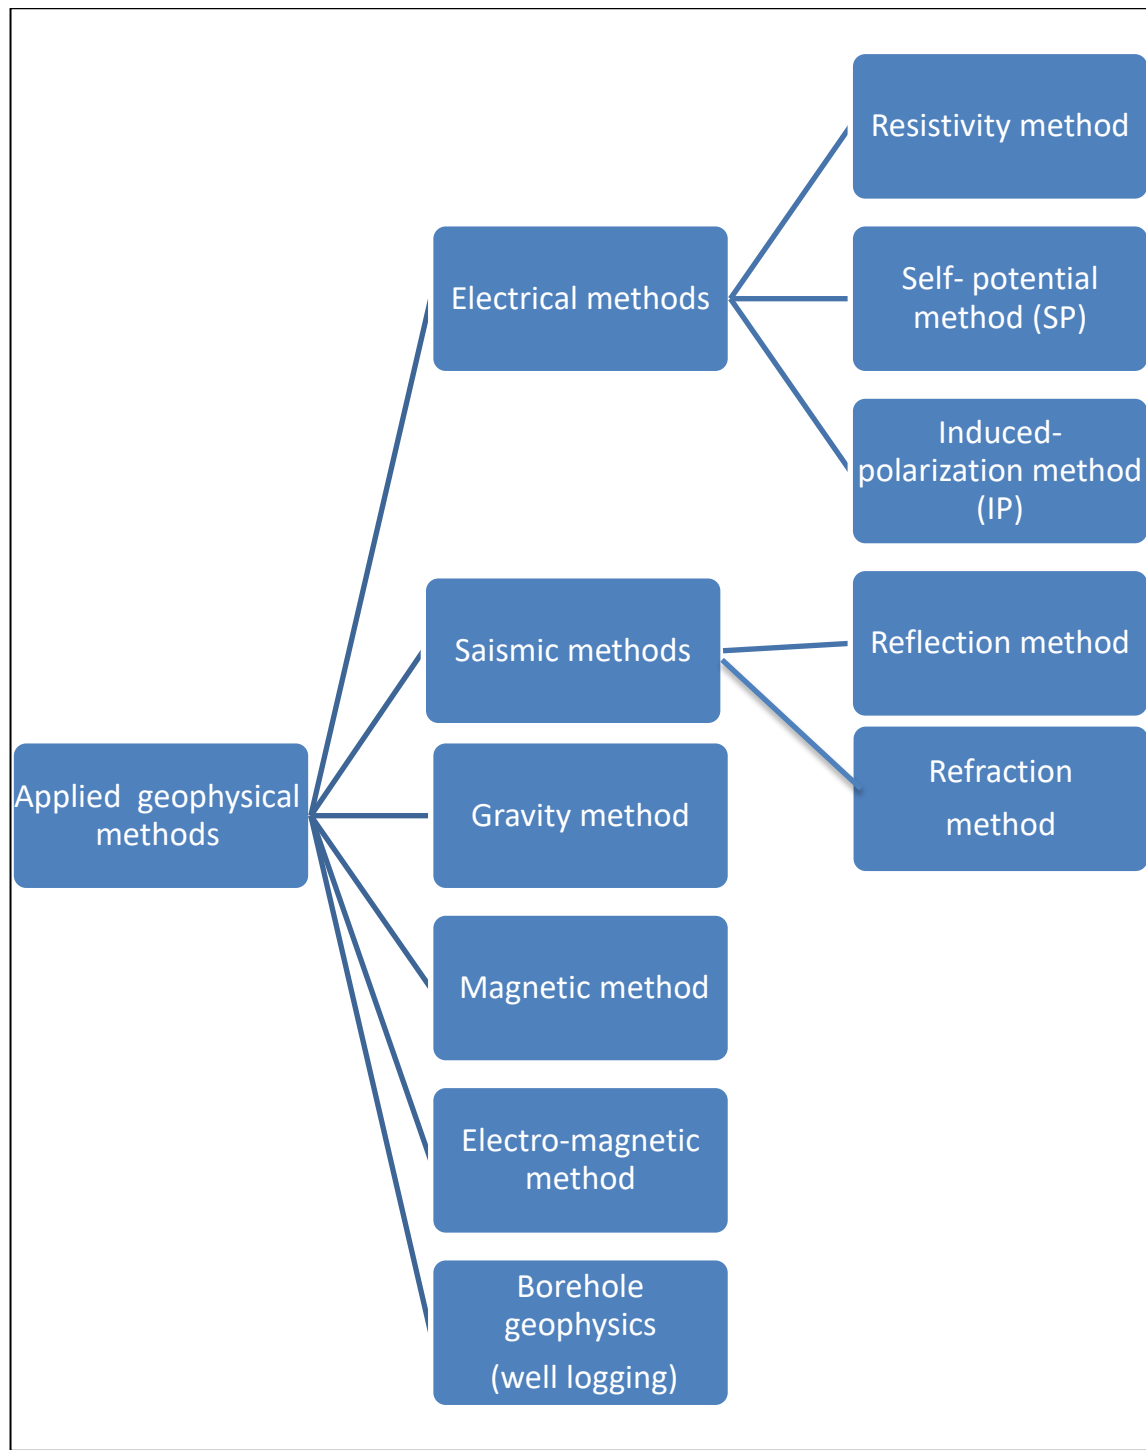 Resistivity method
Electrical methods
Self- potential
method (SP)
Induced-
polarization method
(IP)
Saismic methods
Reflection method
Refraction
method
Applied  geophysical
methods
Gravity method
Magnetic method
Electro-magnetic
method
Borehole
geophysics
(well logging)